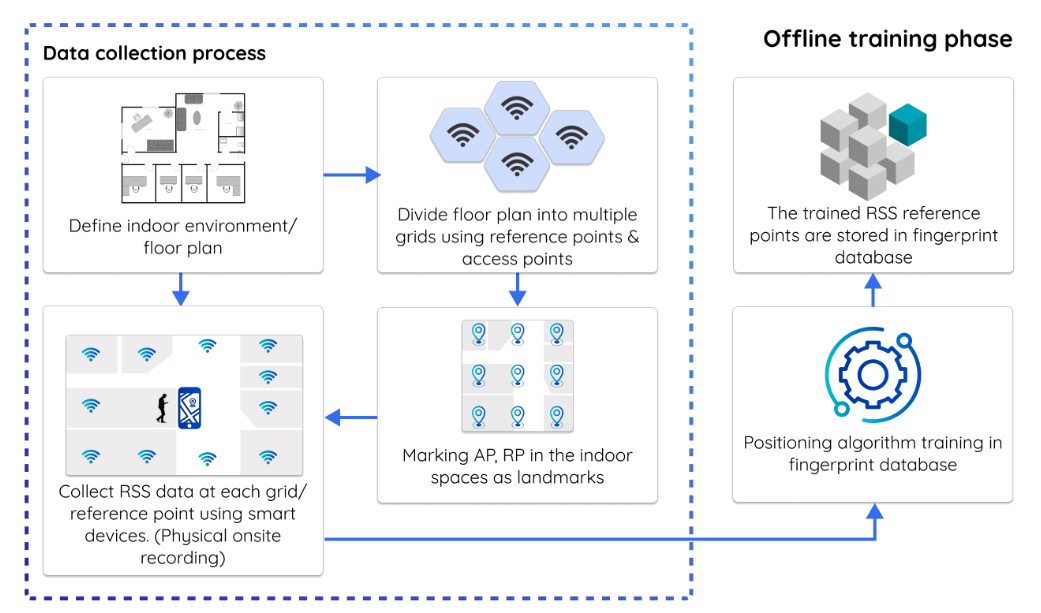 Offline training phase
Data collection process
Define indoor environment/
floor plan
Divide floor plan into multiple
grids using reference points &
access points
The trained RSS reference
points are stored in fingerprint
database
Collect RSS data at each grid/
reference point using smart
devices. (Physical onsite
recording)
Marking AP, RP in the indoor
spaces as landmarks
Positioning algorithm training in
fingerprint database